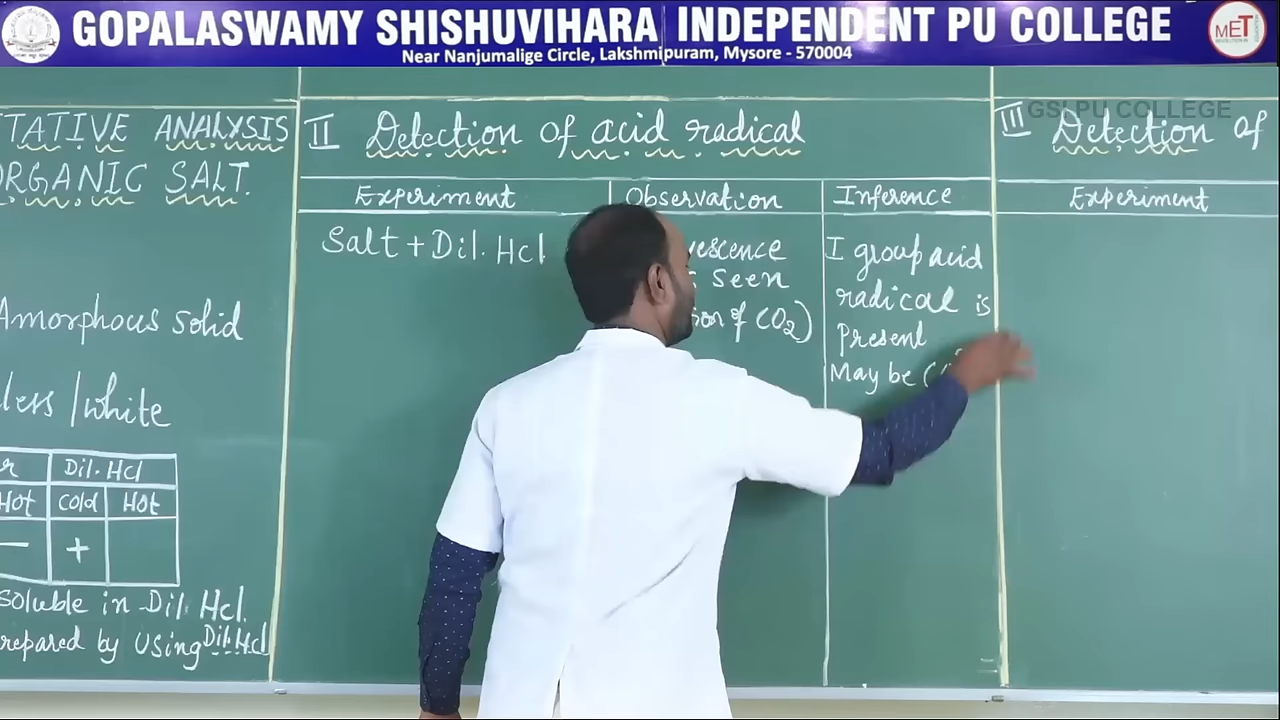 GOPALASWAMY SHISHUVIHARA INDEPENDENT PU COLLEGE
Near Nanjumalige Circle, Lakshmipuram, Mysore - 570004
MET
GSI PU COLLEGE
TATIVE ANALYSIS
ORGANIC SALT.
Amorphous solid
less / white
r Dil. Hcl
Hot Cold Hot
— +
soluble in Dil. Hcl.
repared by Using Dil. Hcl
II Detection of acid radical
Experiment Observation Inference
Salt + Dil. Hcl
vescence
seen
ion of CO2)
I group acid
radical is
present
May be
III Detection of
Experiment